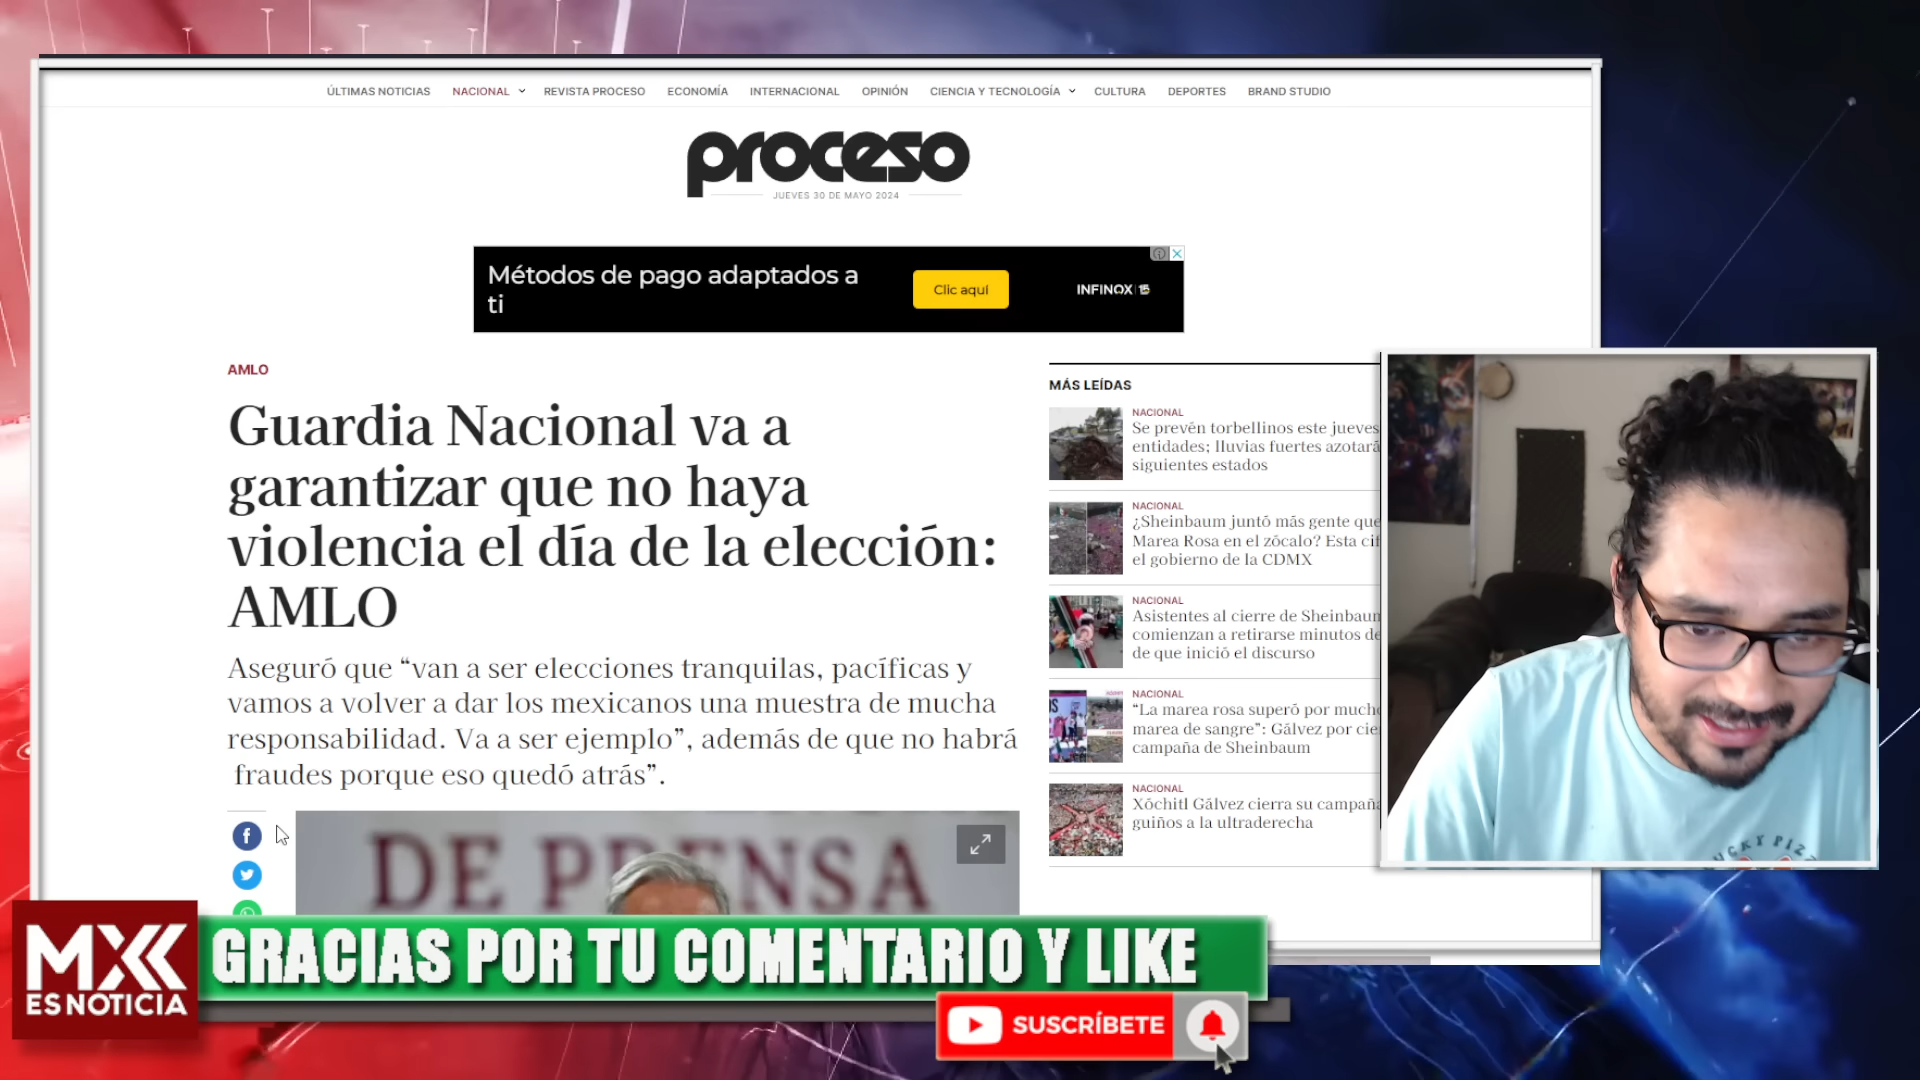 ÚLTIMAS NOTICIAS NACIONAL REVISTA PROCESO ECONOMÍA INTERNACIONAL OPINIÓN CIENCIA Y TECNOLOGÍA CULTURA DEPORTES BRAND STUDIO
proceso
JUEVES 30 DE MAYO 2024
Métodos de pago adaptados a
ti
Clic aquí
INFINOX
AMLO
Guardia Nacional va a
garantizar que no haya
violencia el día de la elección:
AMLO
Aseguró que “van a ser elecciones tranquilas, pacíficas y
vamos a volver a dar los mexicanos una muestra de mucha
responsabilidad. Va a ser ejemplo”, además de que no habrá
fraudes porque eso quedó atrás”.
DE PRENSA
MÁS LEÍDAS
NACIONAL
Se prevén torbellinos este jueves
entidades; lluvias fuertes azotará
siguientes estados
NACIONAL
¿Sheinbaum juntó más gente que
Marea Rosa en el zócalo? Esta cif
el gobierno de la CDMX
NACIONAL
Asistentes al cierre de Sheinbaum
comienzan a retirarse minutos de
de que inició el discurso
NACIONAL
“La marea rosa superó por mucho
marea de sangre”: Gálvez por cie
campaña de Sheinbaum
NACIONAL
Xóchitl Gálvez cierra su campaña
guiños a la ultraderecha
MX
ES NOTICIA
GRACIAS POR TU COMENTARIO Y LIKE
SUSCRÍBETE